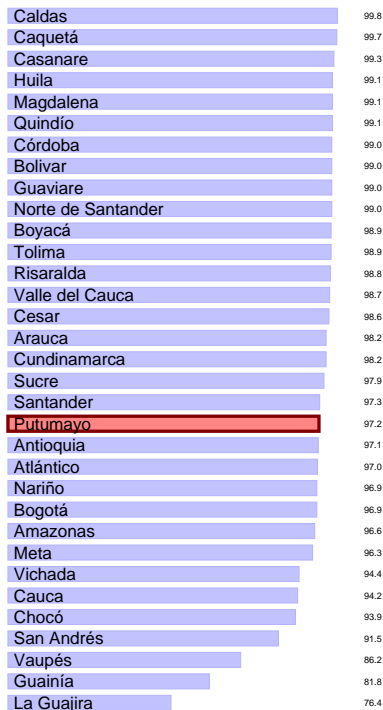 Caldas 99.8
Caquetá 99.7
Casanare 99.3
Huila 99.1
Magdalena 99.1
Quindío 99.1
Córdoba 99.0
Bolivar 99.0
Guaviare 99.0
Norte de Santander 99.0
Boyacá 98.9
Tolima 98.9
Risaralda 98.8
Valle del Cauca 98.7
Cesar 98.6
Arauca 98.2
Cundinamarca 98.2
Sucre 97.9
Santander 97.3
Putumayo 97.2
Antioquia 97.1
Atlántico 97.0
Nariño 96.9
Bogotá 96.9
Amazonas 96.6
Meta 96.3
Vichada 94.4
Cauca 94.2
Chocó 93.9
San Andrés 91.5
Vaupés 86.2
Guainía 81.8
La Guajira 76.4